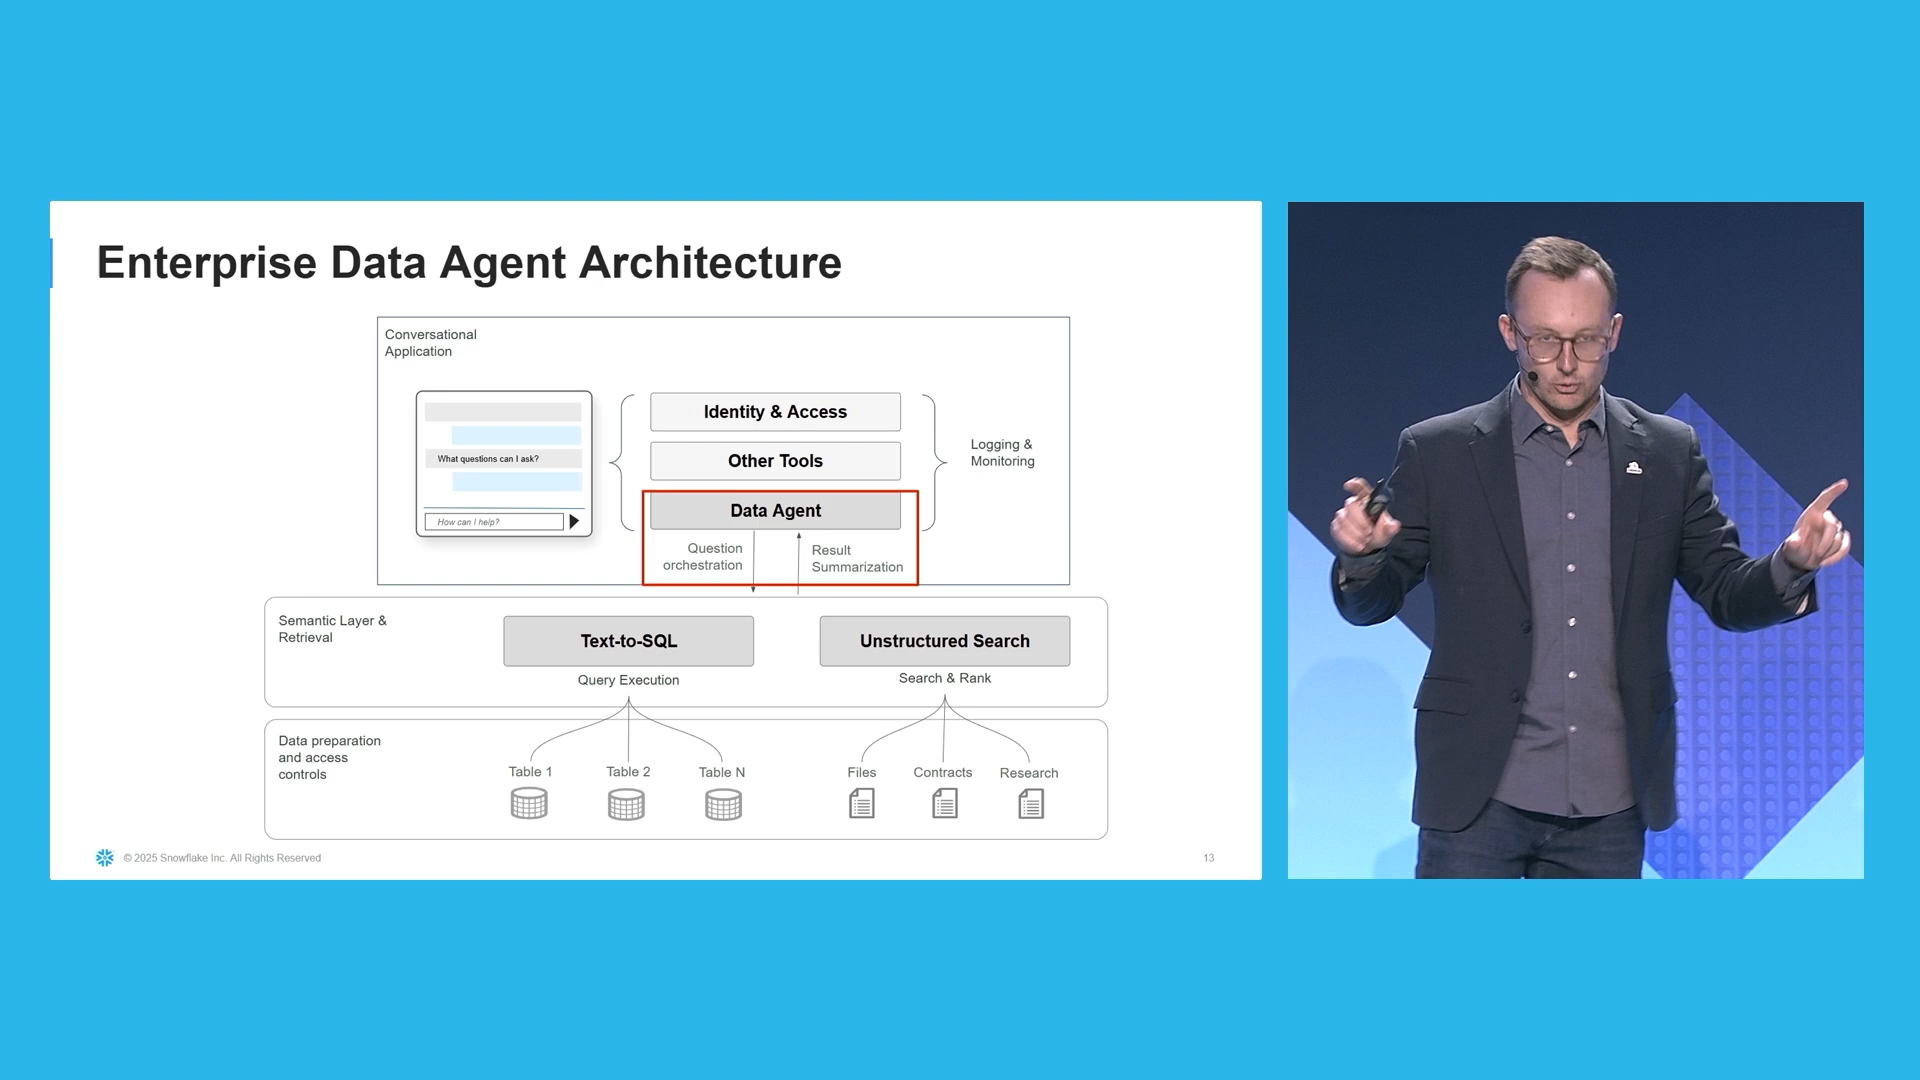 Enterprise Data Agent Architecture
Conversational
Application
What questions can I ask?
How can I help?
Identity & Access
Other Tools
Data Agent
Question
orchestration
Result
Summarization
Logging &
Monitoring
Semantic Layer &
Retrieval
Text-to-SQL
Query Execution
Unstructured Search
Search & Rank
Data preparation
and access
controls
Table 1
Table 2
Table N
Files
Contracts
Research
© 2025 Snowflake Inc. All Rights Reserved
13